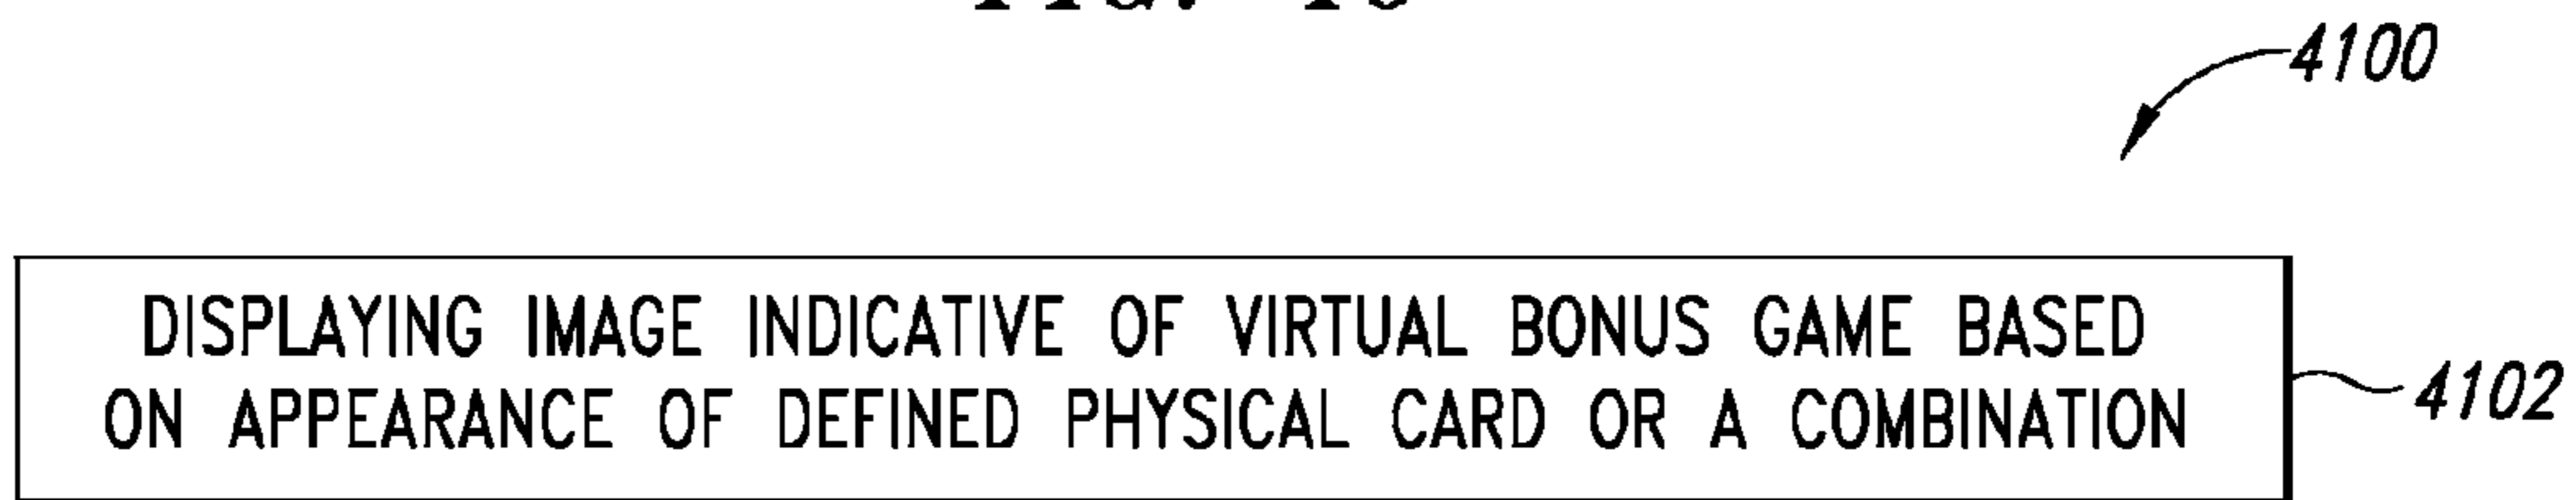 4100
DISPLAYING IMAGE INDICATIVE OF VIRTUAL BONUS GAME BASED
ON APPEARANCE OF DEFINED PHYSICAL CARD OR A COMBINATION
4102